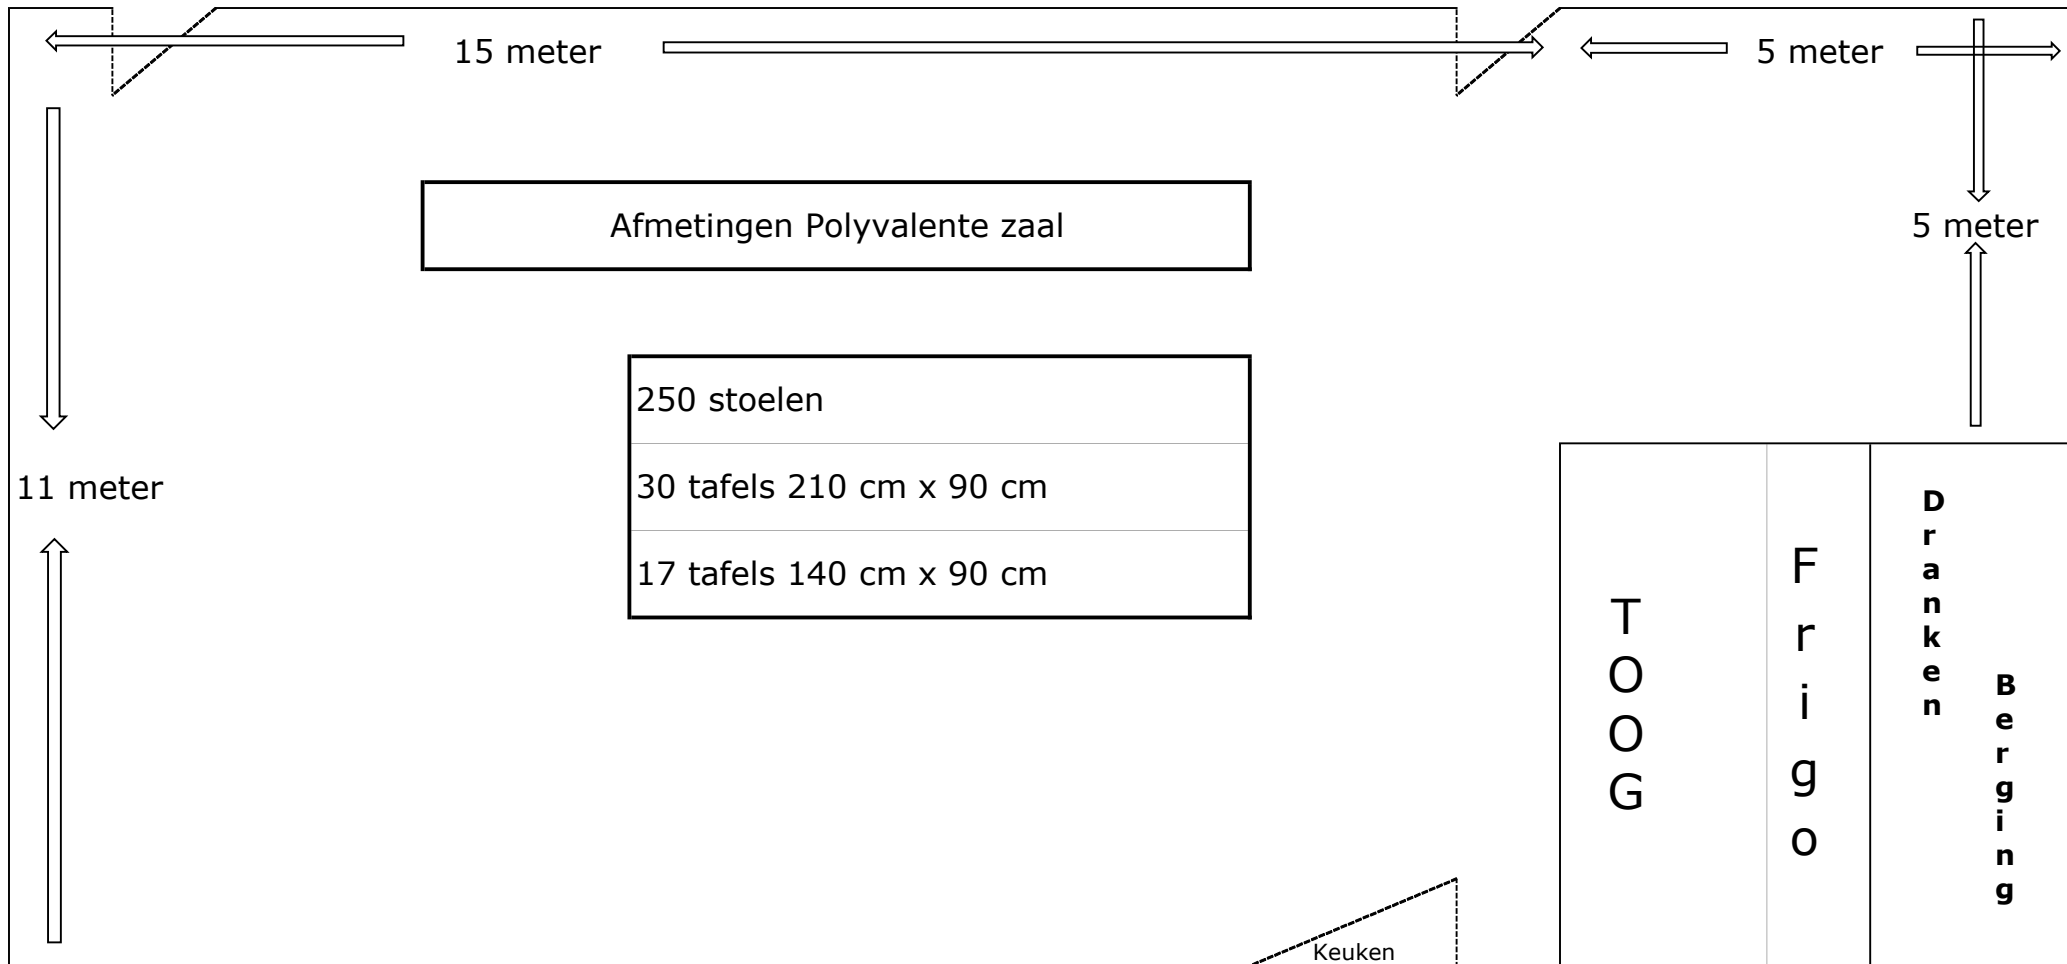 15 meter
5 meter
Afmetingen Polyvalente zaal
5 meter
250 stoelen
11 meter
30 tafels 210 cm x 90 cm
17 tafels 140 cm x 90 cm
TOOG
Frigo
Dranken
Berging
Keuken